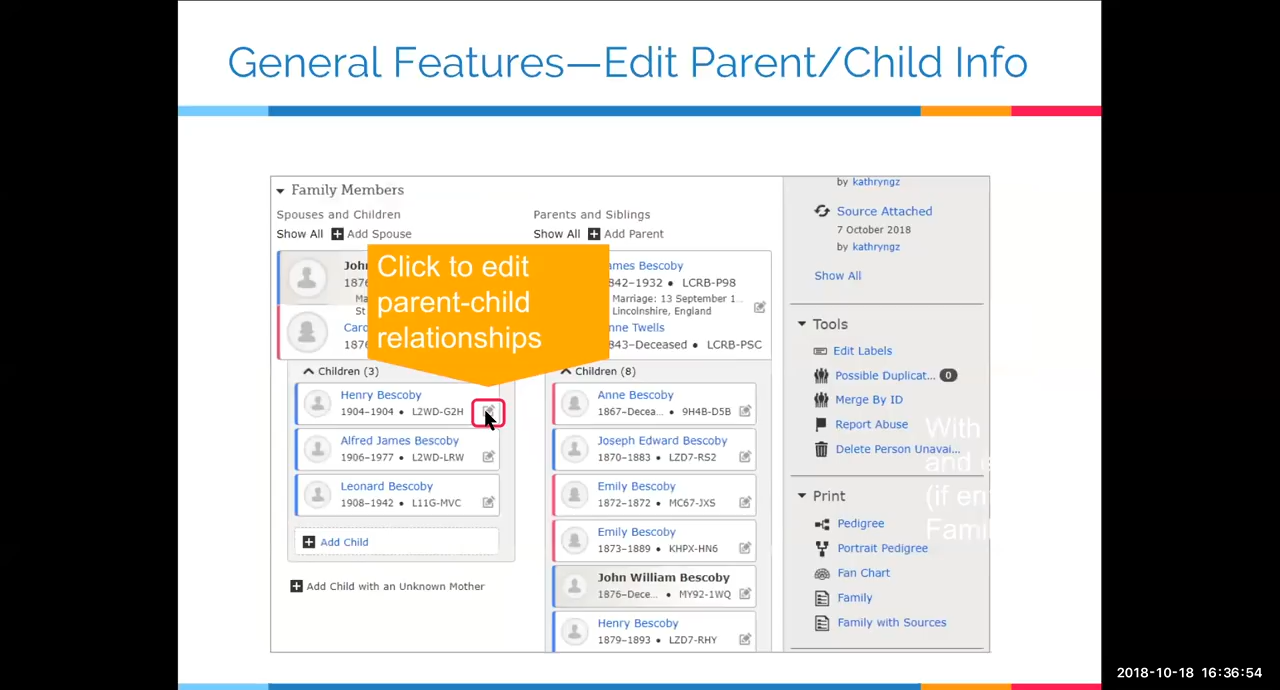 General Features—Edit Parent/Child Info
Family Members
Spouses and Children
Show All Add Spouse
Click to edit
parent-child
relationships
Children (3)
Henry Bescoby
1904–1904 • L2WD-G2H
Alfred James Bescoby
1906–1977 • L2WD-LRW
Leonard Bescoby
1908–1942 • L11G-MVC
Add Child
Add Child with an Unknown Mother
Parents and Siblings
Show All Add Parent
Bescoby
1932 • LCRB-P98
Marriage: 13 September 1...
Lincolnshire, England
Twells
Deceased • LCRB-PSC
Children (8)
Anne Bescoby
1867–Decea... • 9H4B-D5B
Joseph Edward Bescoby
1870–1883 • LZD7-RS2
Emily Bescoby
1872–1872 • MC67-JXS
Emily Bescoby
1873–1889 • KHPX-HN6
John William Bescoby
1876–Dece... • MY92-1WQ
Henry Bescoby
1879–1893 • LZD7-RHY
by kathryngz
Source Attached
7 October 2018
by kathryngz
Show All
Tools
Edit Labels
Possible Duplicat... 0
Merge By ID
Report Abuse
Delete Person Unavai...
With
and
(if
Print
Pedigree
Portrait Pedigree
Fan Chart
Family
Family with Sources
2018-10-18 16:36:54